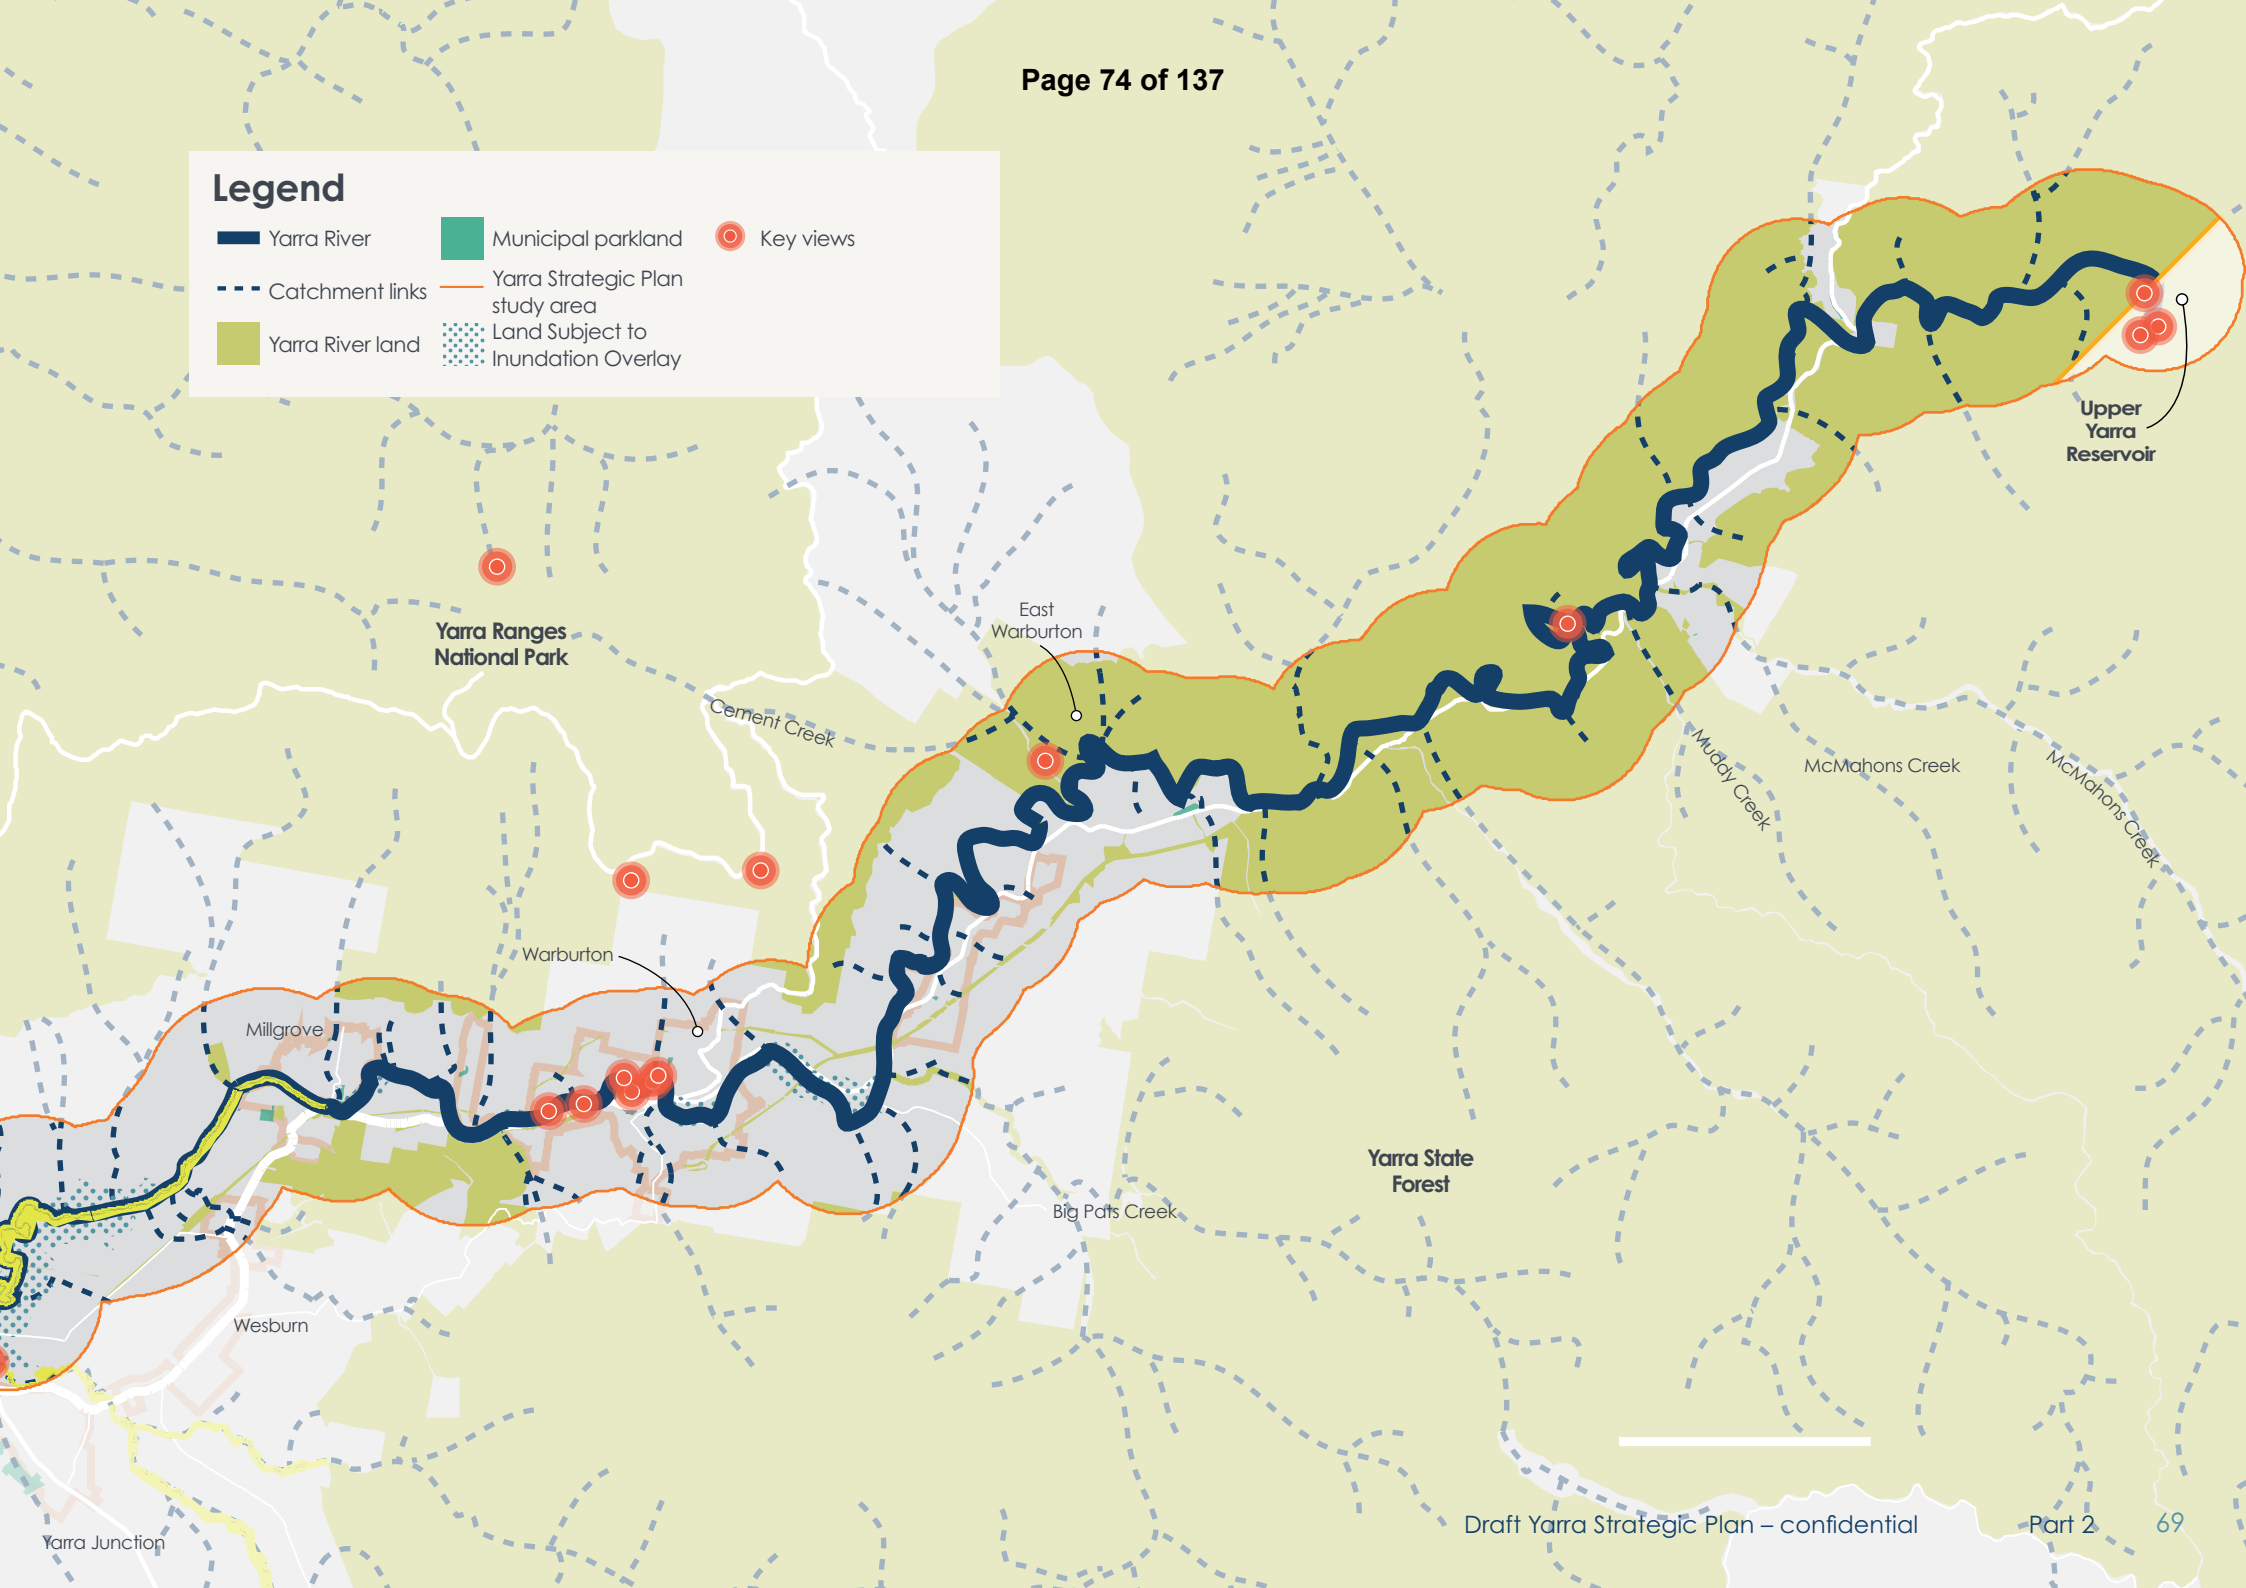 Page 74 of 137
Legend
Yarra River
Municipal parkland
Key views
Catchment links
Yarra Strategic Plan
study area
Yarra River land
Land Subject to
Inundation Overlay
Upper
Yarra
Reservoir
Yarra Ranges
National Park
East
Warburton
Cement Creek
Muddy Creek
McMahons Creek
McMahons Creek
Warburton
Millgrove
Yarra State
Forest
Big Pats Creek
Wesburn
Yarra Junction
Draft Yarra Strategic Plan – confidential
Part 2
69